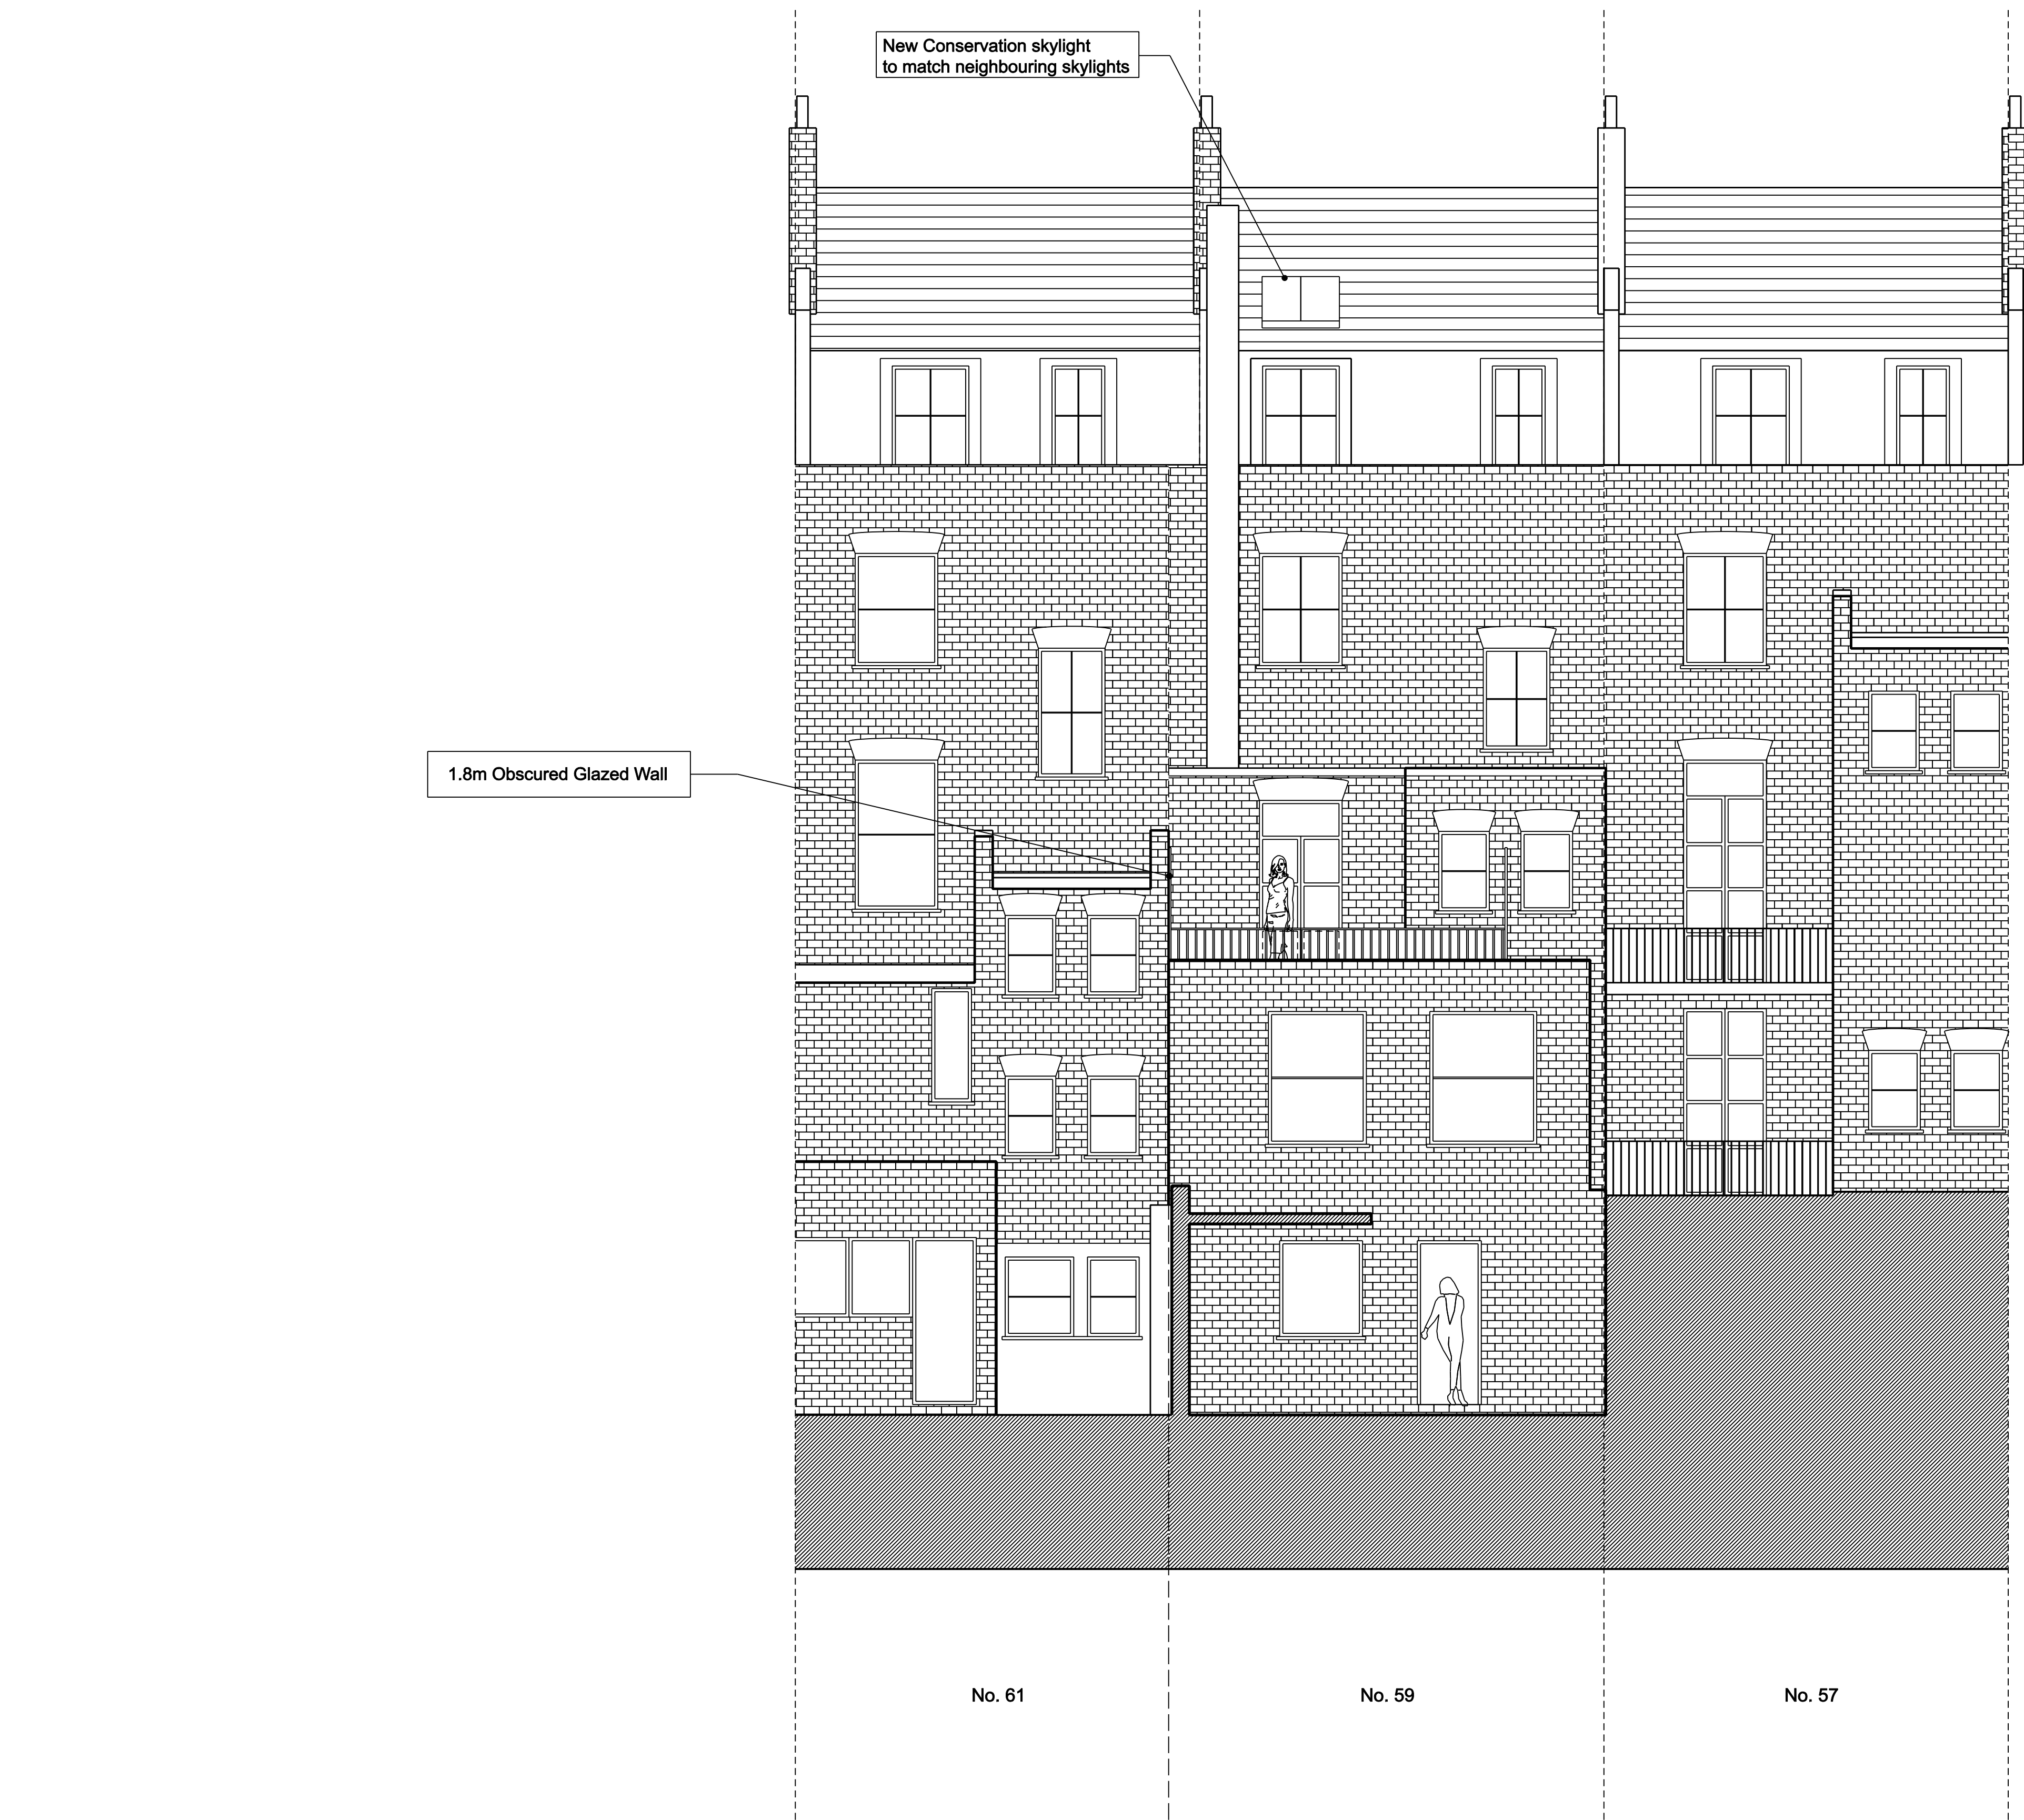 New Conservation skylight
to match neighbouring skylights
1.8m Obscured Glazed Wall
No. 61
No. 59
No. 57